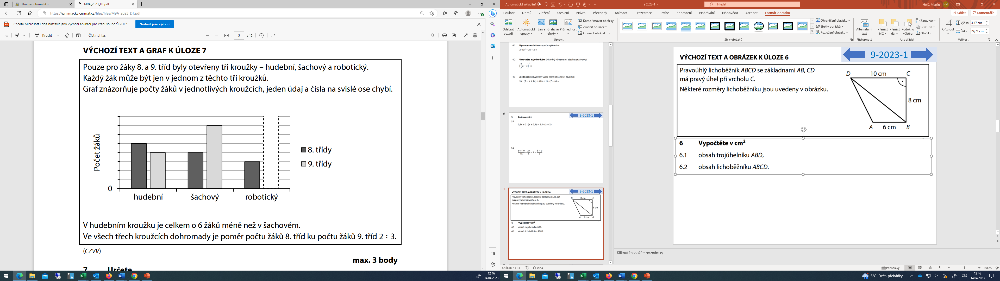 Umíme informatiku
M9A_2023_DT.pdf
https://prijimacky.cermat.cz/files/files/M9A_2023_DT.pdf
Chcete Microsoft Edge nastavit jako výchozí aplikaci pro čtení souborů PDF?
Nastavit jako výchozí
Kreslit
Číst nahlas
5
z 12
VÝCHOZÍ TEXT A GRAF K ÚLOZE 7
Pouze pro žáky 8. a 9. tříd byly otevřeny tři kroužky – hudební, šachový a robotický.
Každý žák může být jen v jednom z těchto tří kroužků.
Graf znázorňuje počty žáků v jednotlivých kroužcích, jeden údaj a čísla na svislé ose chybí.
Počet žáků
0
hudební
šachový
robotický
8. třídy
9. třídy
V hudebním kroužku je celkem o 6 žáků méně než v šachovém.
Ve všech třech kroužcích dohromady je poměr počtu žáků 8. tříd ku počtu žáků 9. tříd 2 : 3.
(CZVV)
max. 3 body
7 Určete
12:46
14.04.2023
Automatické ukládání
9 2023-1
Hledat
Holý, Martin
HM
Soubor
Domů
Vložení
Kreslení
Návrh
Přechody
Animace
Prezentace
Revize
Zobrazení
Nahrávání
Nápověda
Acrobat
Formát obrázku
Sdílet
Komentáře
Odebrat pozadí
Automatické opravy
Barva
Grafické efekty
Průhlednost
Komprimovat obrázky
Změnit obrázek
Obnovit obrázek
Upravit
Styly obrázků
Ohraničení obrázku
Efekty obrázků
Rozložení obrázku
Alternativní text
Přístupnost
Přenést blíž
Přenést dál
Podokno výběru
Zarovnat
Seskupit
Otočit
Uspořádat
Oříznout
Výška:
3,47 cm
Šířka:
24,71 cm
Velikost
4.1 Upravte a rozložte na součin vytknutím:
2 · (x² − x) + x =
4.2 Umocněte a zjednodušte (výsledný výraz nesmí obsahovat závorky):
(2/3 a − 3)² =
4.3 Zjednodušte (výsledný výraz nesmí obsahovat závorky):
3n · (2 − n + 2n) + (2n + 1) · (7 − n) =
6
9-2023-1
5 Řešte rovnici:
5.1
0,5x + 2 · (x + 2,5) = 2,5 · (x + 3)
5.2
(y + 10)/15 + 2y/5 = 1 − (5 − y)/3
7
9-2023-1
VÝCHOZÍ TEXT A OBRÁZEK K ÚLOZE 6
Pravoúhlý lichoběžník ABCD se základnami AB, CD
má pravý úhel při vrcholu C.
Některé rozměry lichoběžníku jsou uvedeny v obrázku.
D 10 cm C
8 cm
A 6 cm B
6 Vypočtěte v cm²
6.1 obsah trojúhelníku ABD,
6.2 obsah lichoběžníku ABCD.
9-2023-1
VÝCHOZÍ TEXT A OBRÁZEK K ÚLOZE 6
Pravoúhlý lichoběžník ABCD se základnami AB, CD
má pravý úhel při vrcholu C.
Některé rozměry lichoběžníku jsou uvedeny v obrázku.
D 10 cm C
8 cm
A 6 cm B
6 Vypočtěte v cm²
6.1 obsah trojúhelníku ABD,
6.2 obsah lichoběžníku ABCD.
Kliknutím vložíte poznámky.
Snímek 7 z 15
Čeština
Poznámky
106 %
6°C Dešť. přeháňky
CES
12:46
14.04.2023